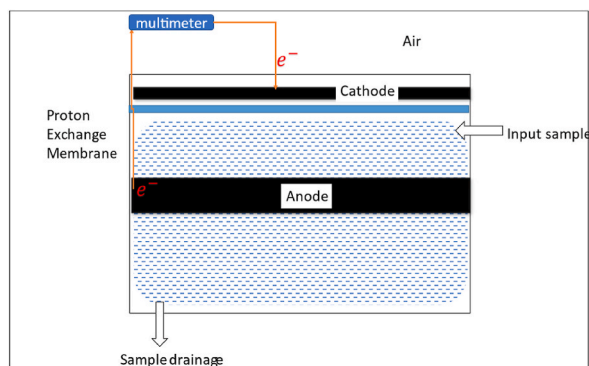 multimeter
Air
e⁻
Cathode
Proton
Exchange
Membrane
Input sample
e⁻
Anode
Sample drainage